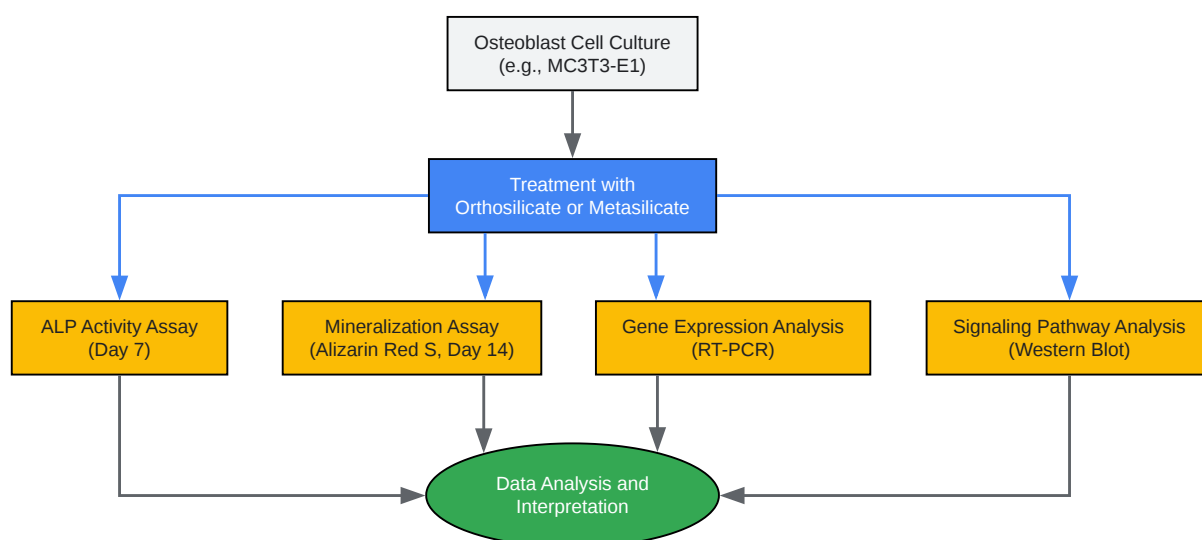 Osteoblast Cell Culture
(e.g., MC3T3-E1)
Treatment with
Orthosilicate or Metasilicate
ALP Activity Assay
(Day 7)
Mineralization Assay
(Alizarin Red S, Day 14)
Gene Expression Analysis
(RT-PCR)
Signaling Pathway Analysis
(Western Blot)
Data Analysis and
Interpretation